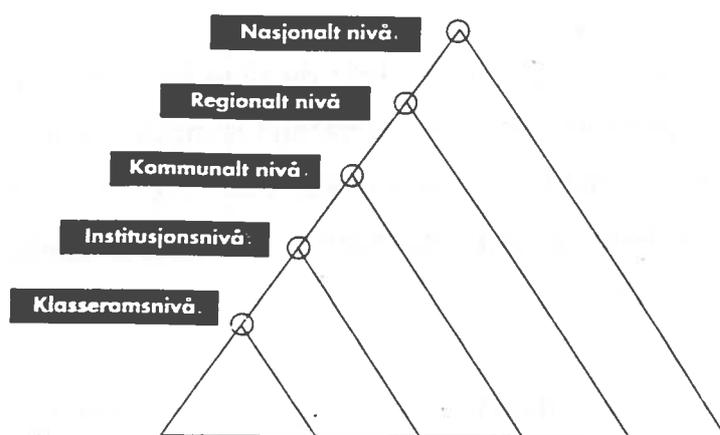 Nasjonalt nivå.
Regionalt nivå
Kommunalt nivå.
Institusjonsnivå.
Klasseromsnivå.